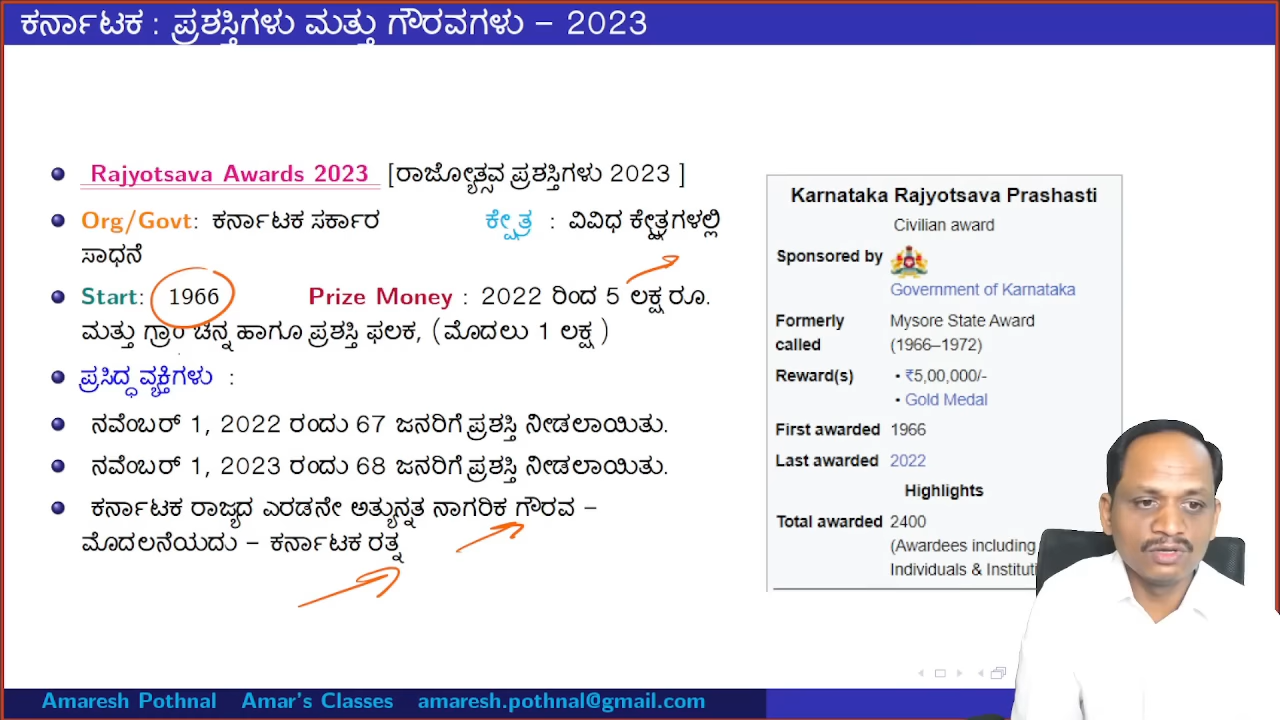 ಕರ್ನಾಟಕ : ಪ್ರಶಸ್ತಿಗಳು ಮತ್ತು ಗೌರವಗಳು – 2023
Rajyotsava Awards 2023 [ರಾಜ್ಯೋತ್ಸವ ಪ್ರಶಸ್ತಿಗಳು 2023 ]
Org/Govt: ಕರ್ನಾಟಕ ಸರ್ಕಾರ ಕ್ಷೇತ್ರ : ವಿವಿಧ ಕ್ಷೇತ್ರಗಳಲ್ಲಿ
ಸಾಧನೆ
Start: 1966 Prize Money : 2022 ರಿಂದ 5 ಲಕ್ಷ ರೂ.
ಮತ್ತು ಗ್ರಾಂ ಚಿನ್ನ ಹಾಗೂ ಪ್ರಶಸ್ತಿ ಫಲಕ, (ಮೊದಲು 1 ಲಕ್ಷ )
ಪ್ರಸಿದ್ಧ ವ್ಯಕ್ತಿಗಳು :
ನವೆಂಬರ್ 1, 2022 ರಂದು 67 ಜನರಿಗೆ ಪ್ರಶಸ್ತಿ ನೀಡಲಾಯಿತು.
ನವೆಂಬರ್ 1, 2023 ರಂದು 68 ಜನರಿಗೆ ಪ್ರಶಸ್ತಿ ನೀಡಲಾಯಿತು.
ಕರ್ನಾಟಕ ರಾಜ್ಯದ ಎರಡನೇ ಅತ್ಯುನ್ನತ ನಾಗರಿಕ ಗೌರವ –
ಮೊದಲನೆಯದು – ಕರ್ನಾಟಕ ರತ್ನ
Karnataka Rajyotsava Prashasti
Civilian award
Sponsored by
Government of Karnataka
Formerly called Mysore State Award
(1966–1972)
Reward(s) • ₹5,00,000/-
• Gold Medal
First awarded 1966
Last awarded 2022
Highlights
Total awarded 2400
(Awardees including
Individuals &
Amaresh Pothnal Amar's Classes amaresh.pothnal@gmail.com